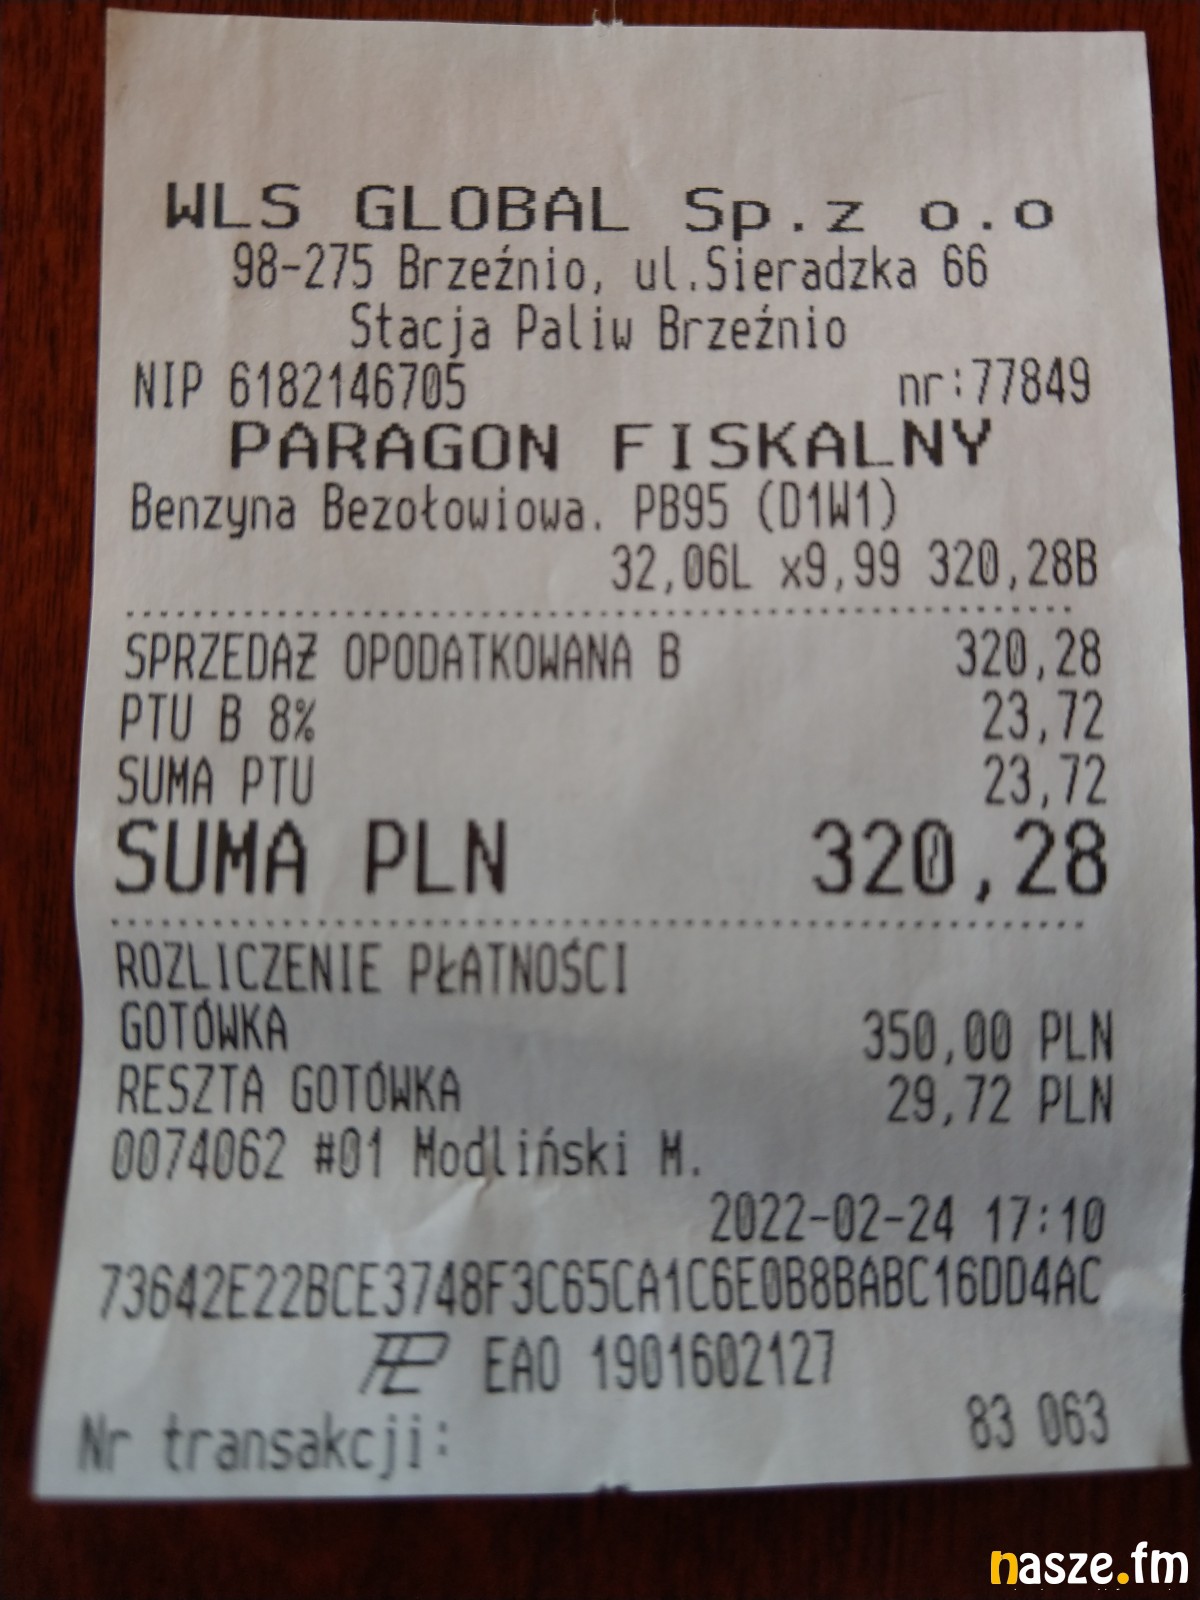 WLS GLOBAL Sp.z o.o
98-275 Brzeźnio, ul.Sieradzka 66
Stacja Paliw Brzeźnio
NIP 6182146705 nr:77849
PARAGON FISKALNY
Benzyna Bezołowiowa. PB95 (D1W1)
32,06L x9,99 320,28B
SPRZEDAŻ OPODATKOWANA B 320,28
PTU B 8% 23,72
SUMA PTU 23,72
SUMA PLN 320,28
ROZLICZENIE PŁATNOŚCI
GOTÓWKA 350,00 PLN
RESZTA GOTÓWKA 29,72 PLN
0074062 #01 Modliński M.
2022-02-24 17:10
73642E22BCE3748F3C65CA1C6E0B8BABC16DD4AC
PL EAO 1901602127
Nr transakcji: 83 063
nasze.fm